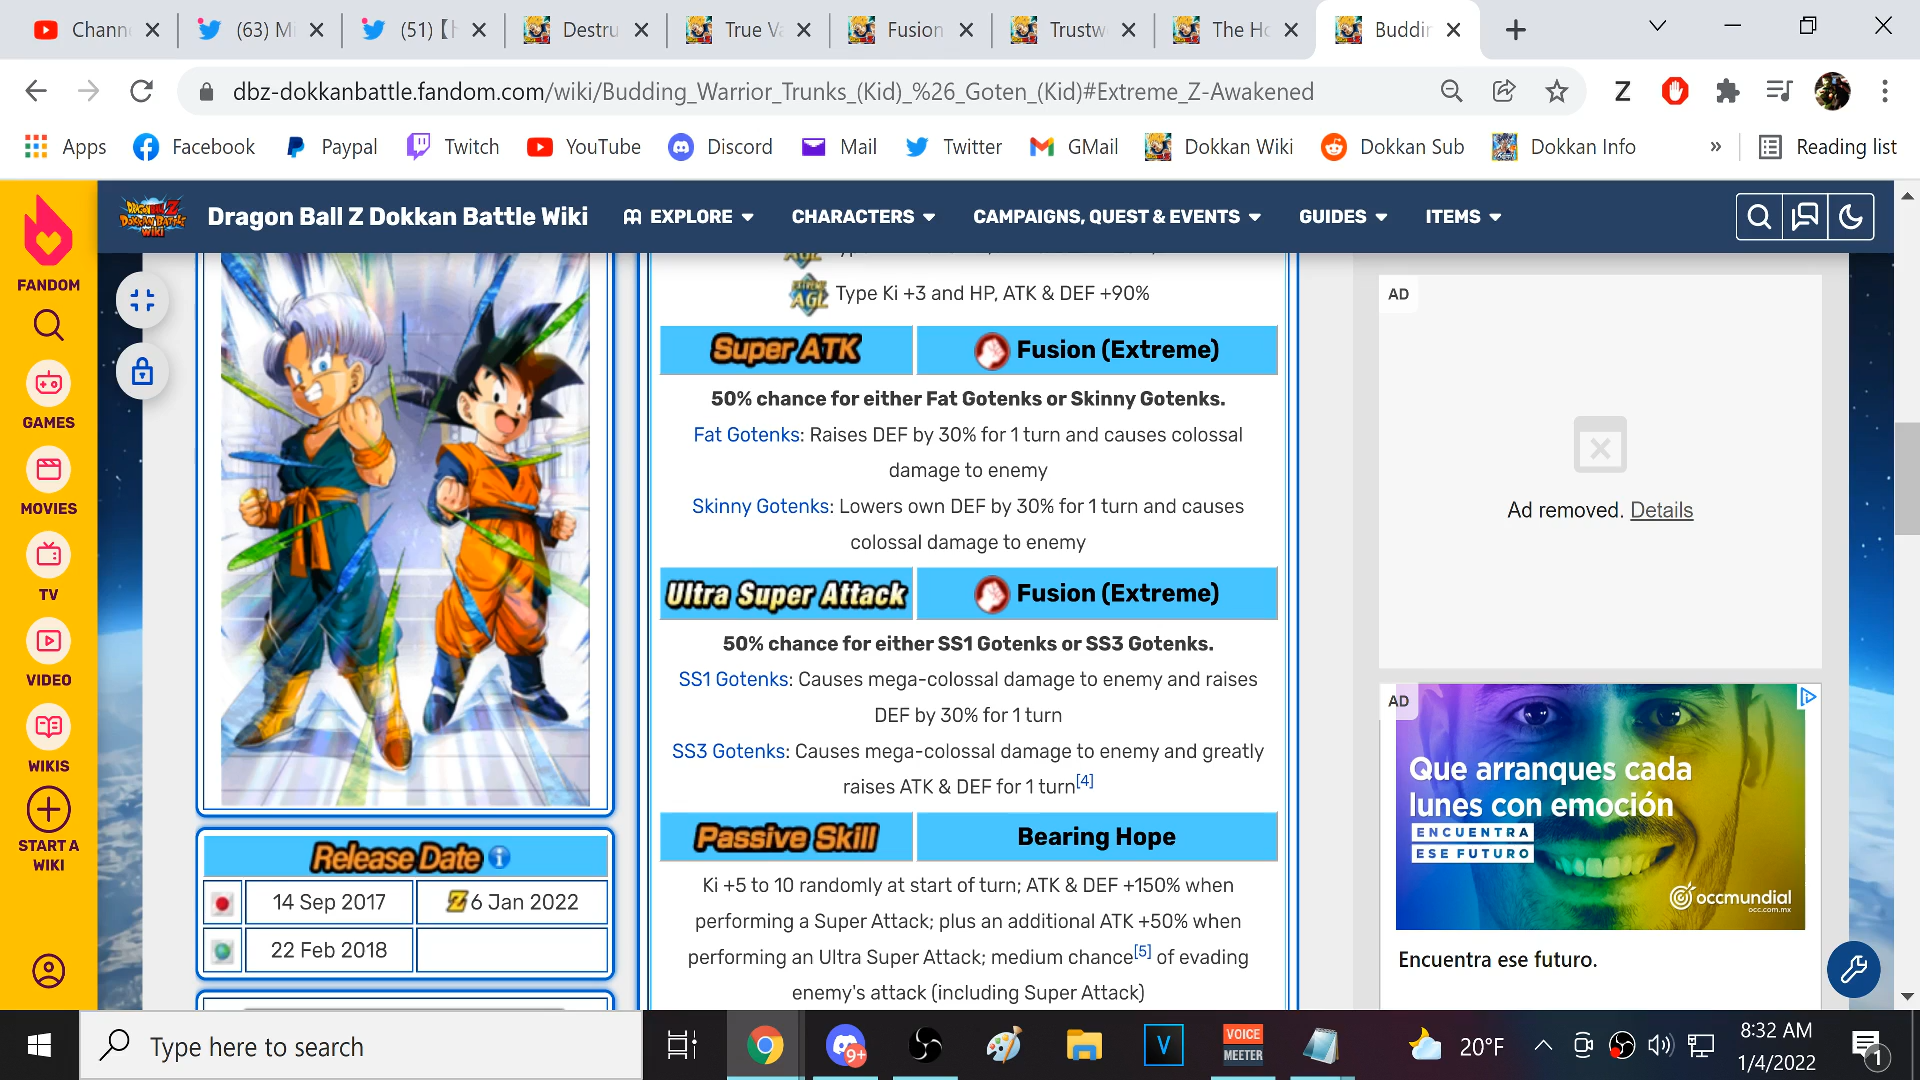 Chann
(63) Mi
(51)【h
Destru
True Va
Fusion
Trustw
The Ho
Buddin
dbz-dokkanbattle.fandom.com/wiki/Budding_Warrior_Trunks_(Kid)_%26_Goten_(Kid)#Extreme_Z-Awakened
Z
Apps
Facebook
Paypal
Twitch
YouTube
Discord
Mail
Twitter
GMail
Dokkan Wiki
Dokkan Sub
Dokkan Info
»
Reading list
FANDOM
GAMES
MOVIES
TV
VIDEO
WIKIS
START A
WIKI
Dragon Ball Z Dokkan Battle Wiki
EXPLORE
CHARACTERS
CAMPAIGNS, QUEST & EVENTS
GUIDES
ITEMS
EXTREME AGL Type Ki +3 and HP, ATK & DEF +90%
Super ATK
Fusion (Extreme)
50% chance for either Fat Gotenks or Skinny Gotenks.
Fat Gotenks: Raises DEF by 30% for 1 turn and causes colossal
damage to enemy
Skinny Gotenks: Lowers own DEF by 30% for 1 turn and causes
colossal damage to enemy
Ultra Super Attack
Fusion (Extreme)
50% chance for either SS1 Gotenks or SS3 Gotenks.
SS1 Gotenks: Causes mega-colossal damage to enemy and raises
DEF by 30% for 1 turn
SS3 Gotenks: Causes mega-colossal damage to enemy and greatly
raises ATK & DEF for 1 turn[4]
Passive Skill
Bearing Hope
Ki +5 to 10 randomly at start of turn; ATK & DEF +150% when
performing a Super Attack; plus an additional ATK +50% when
performing an Ultra Super Attack; medium chance[5] of evading
enemy's attack (including Super Attack)
Release Date
14 Sep 2017
Z 6 Jan 2022
22 Feb 2018
AD
Ad removed. Details
AD
Que arranques cada
lunes con emoción
ENCUENTRA
ESE FUTURO
occmundial
occ.com.mx
Encuentra ese futuro.
Type here to search
9+
V
VOICE
MEETER
20°F
8:32 AM
1/4/2022
1